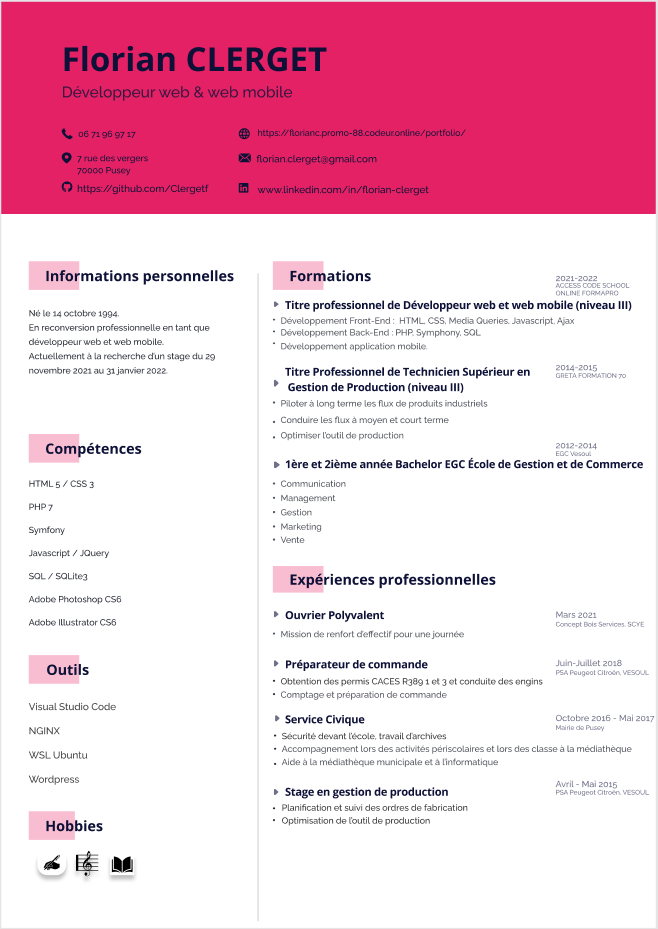 Florian CLERGET
Développeur web & web mobile
06 71 96 97 17
https://florianc.promo-88.codeur.online/portfolio/
7 rue des vergers
70000 Pusey
florian.clerget@gmail.com
https://github.com/Clergetf
www.linkedin.com/in/florian-clerget
Informations personnelles
Né le 14 octobre 1994.
En reconversion professionnelle en tant que
développeur web et web mobile.
Actuellement à la recherche d'un stage du 29
novembre 2021 au 31 janvier 2022.
Compétences
HTML 5 / CSS 3
PHP 7
Symfony
Javascript / JQuery
SQL / SQLite3
Adobe Photoshop CS6
Adobe Illustrator CS6
Outils
Visual Studio Code
NGINX
WSL Ubuntu
Wordpress
Hobbies
Formations
2021-2022
ACCESS CODE SCHOOL
ONLINE FORMAPRO
Titre professionnel de Développeur web et web mobile (niveau III)
• Développement Front-End : HTML, CSS, Media Queries, Javascript, Ajax
• Développement Back-End : PHP, Symphony, SQL
• Développement application mobile.
2014-2015
GRETA FORMATION 70
Titre Professionnel de Technicien Supérieur en
Gestion de Production (niveau III)
• Piloter à long terme les flux de produits industriels
• Conduire les flux à moyen et court terme
• Optimiser l'outil de production
2012-2014
EGC Vesoul
1ère et 2ième année Bachelor EGC École de Gestion et de Commerce
• Communication
• Management
• Gestion
• Marketing
• Vente
Expériences professionnelles
Ouvrier Polyvalent
Mars 2021
Concept Bois Services, SCYE
• Mission de renfort d'effectif pour une journée
Préparateur de commande
Juin-Juillet 2018
PSA Peugeot Citroën, VESOUL
• Obtention des permis CACES R389 1 et 3 et conduite des engins
• Comptage et préparation de commande
Service Civique
Octobre 2016 - Mai 2017
Mairie de Pusey
• Sécurité devant l'école, travail d'archives
• Accompagnement lors des activités périscolaires et lors des classe à la médiathèque
• Aide à la médiathèque municipale et à l'informatique
Stage en gestion de production
Avril - Mai 2015
PSA Peugeot Citroën, VESOUL
• Planification et suivi des ordres de fabrication
• Optimisation de l'outil de production